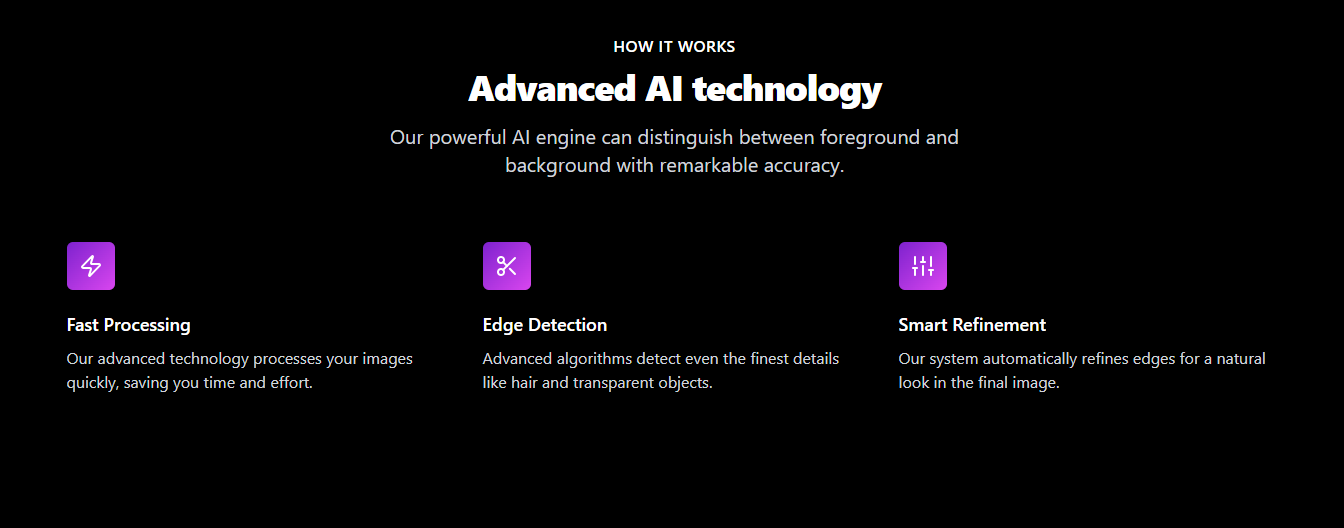 HOW IT WORKS
Advanced AI technology
Our powerful AI engine can distinguish between foreground and
background with remarkable accuracy.
Fast Processing
Our advanced technology processes your images
quickly, saving you time and effort.
Edge Detection
Advanced algorithms detect even the finest details
like hair and transparent objects.
Smart Refinement
Our system automatically refines edges for a natural
look in the final image.